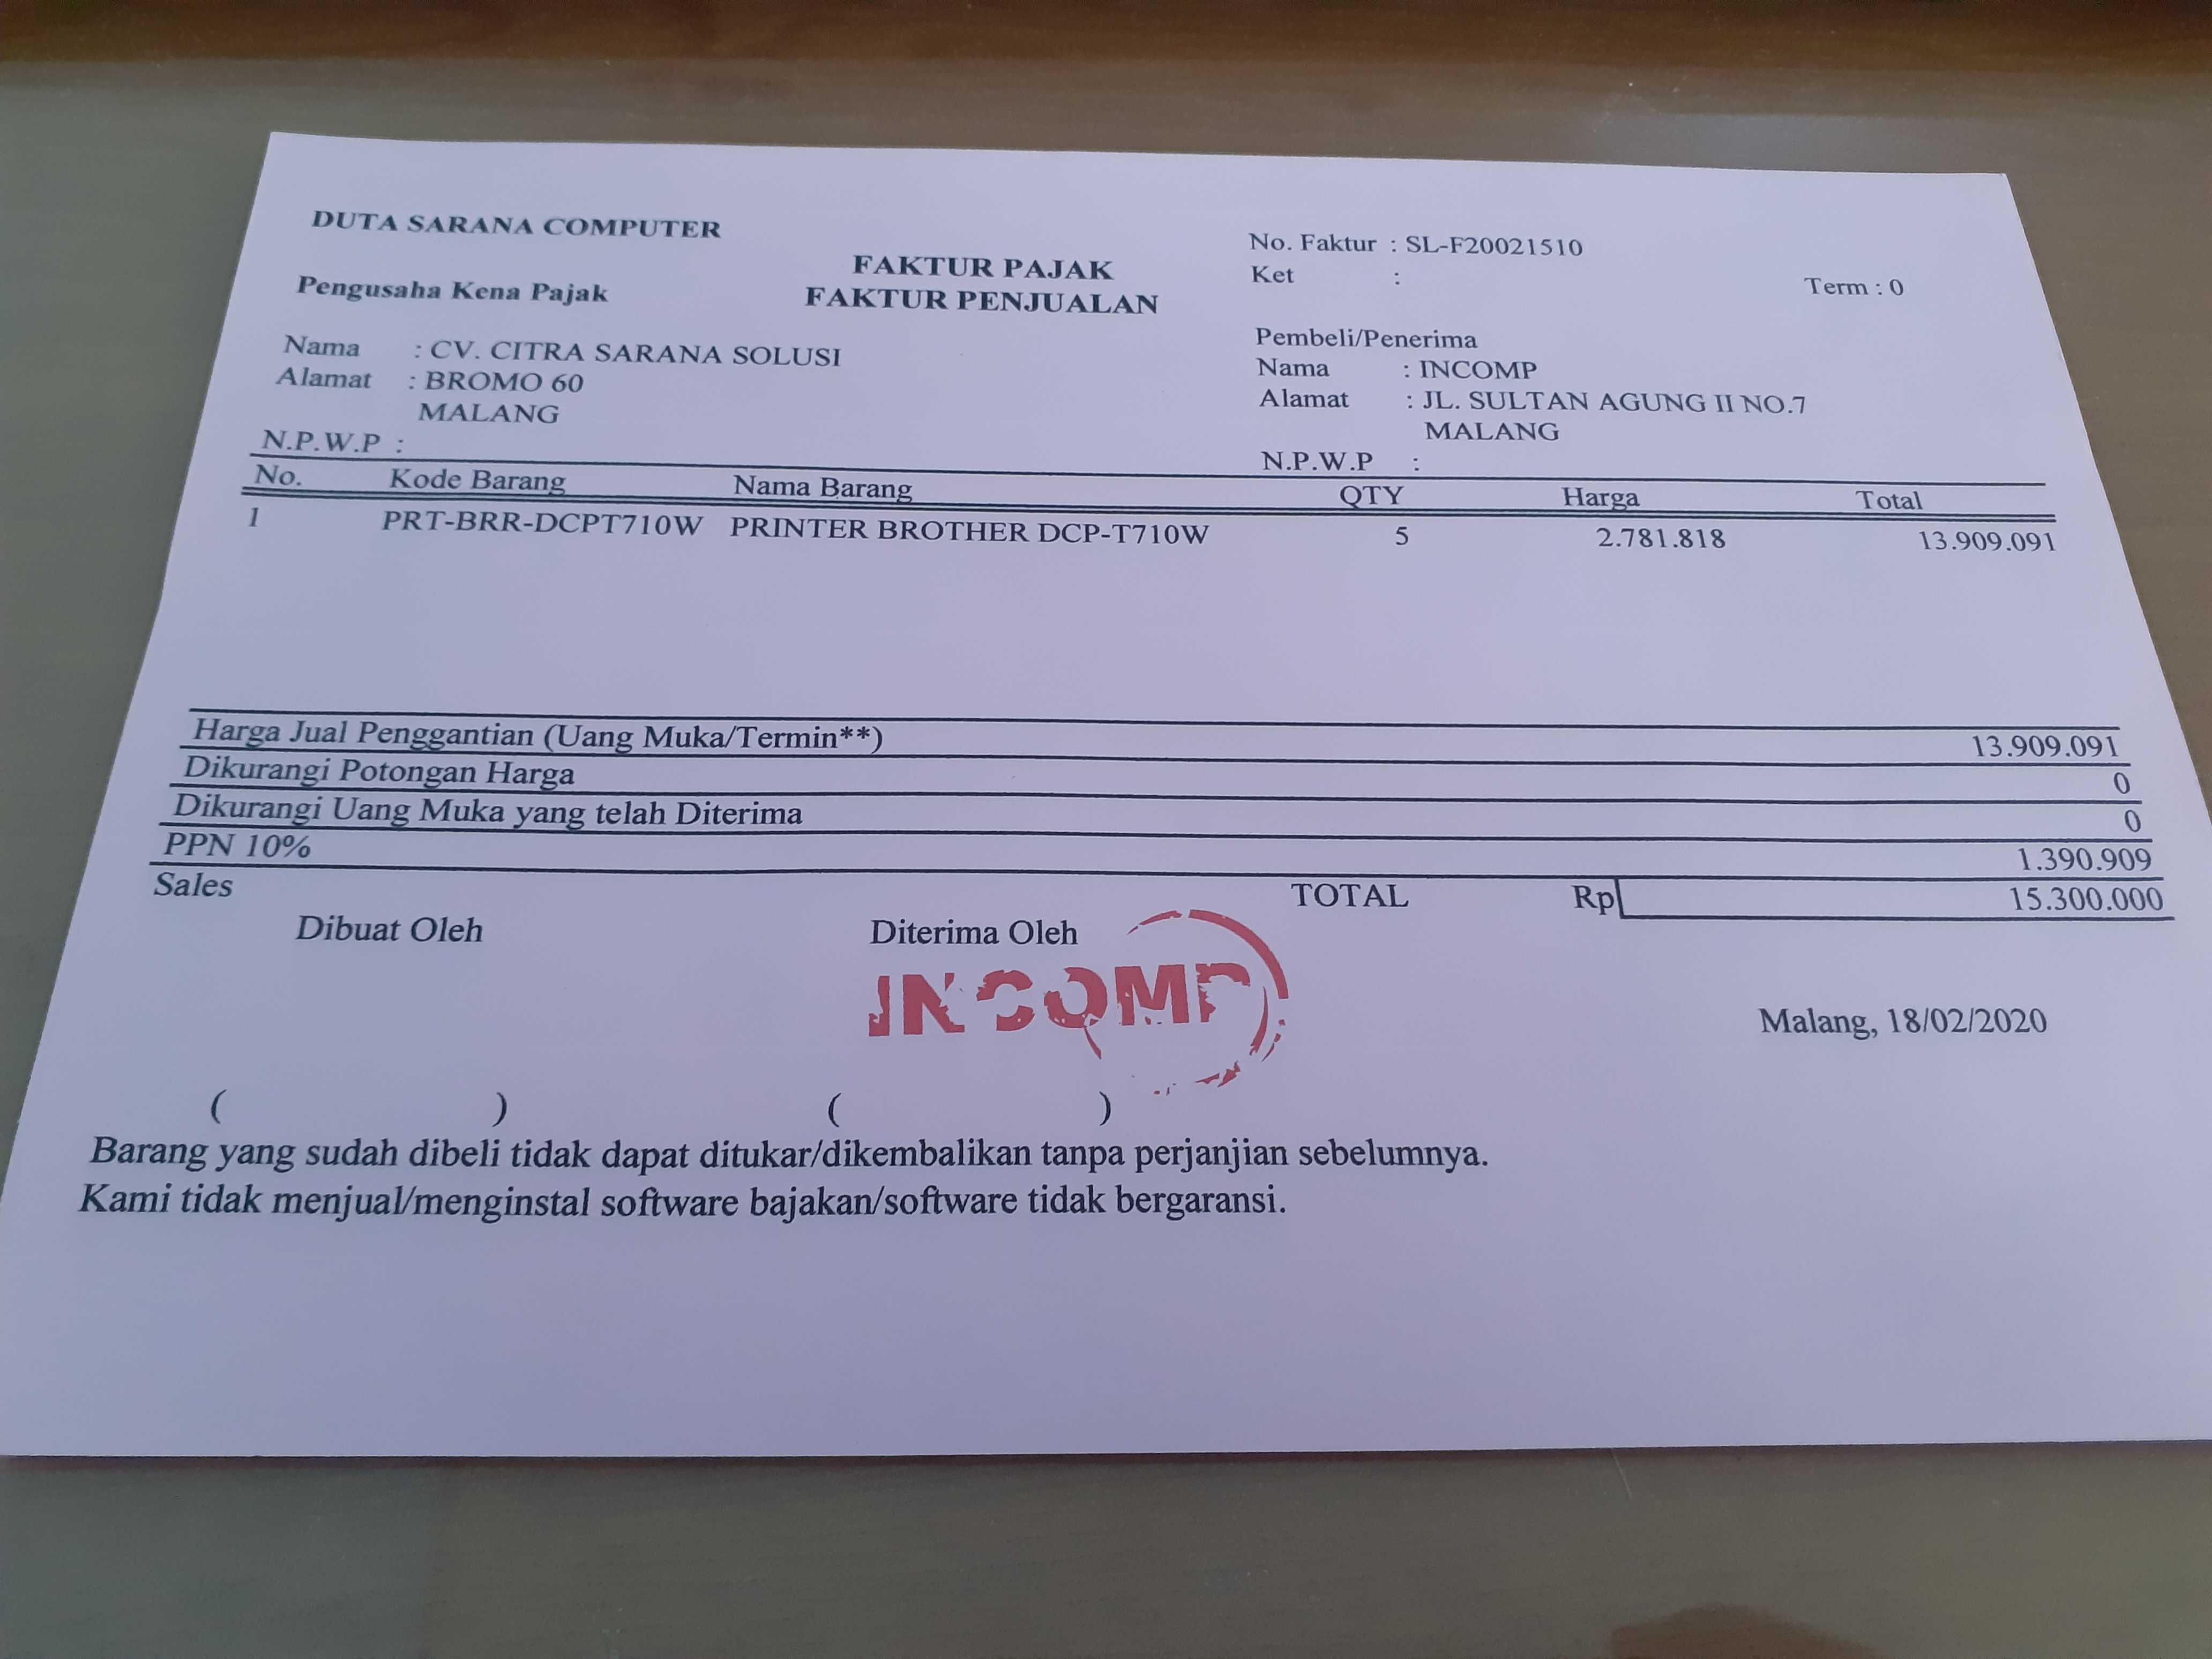 DUTA SARANA COMPUTER
FAKTUR PAJAK
FAKTUR PENJUALAN
No. Faktur : SL-F20021510
Ket :
Term : 0
Pengusaha Kena Pajak
Nama : CV. CITRA SARANA SOLUSI
Alamat : BROMO 60
MALANG
N.P.W.P :
Pembeli/Penerima
Nama : INCOMP
Alamat : JL. SULTAN AGUNG II NO.7
MALANG
N.P.W.P :
No. Kode Barang Nama Barang QTY Harga Total
1 PRT-BRR-DCPT710W PRINTER BROTHER DCP-T710W 5 2.781.818 13.909.091
Harga Jual Penggantian (Uang Muka/Termin**) 13.909.091
Dikurangi Potongan Harga 0
Dikurangi Uang Muka yang telah Diterima 0
PPN 10% 1.390.909
Sales TOTAL Rp 15.300.000
Dibuat Oleh Diterima Oleh
INCOMP
Malang, 18/02/2020
( ) ( )
Barang yang sudah dibeli tidak dapat ditukar/dikembalikan tanpa perjanjian sebelumnya.
Kami tidak menjual/menginstal software bajakan/software tidak bergaransi.